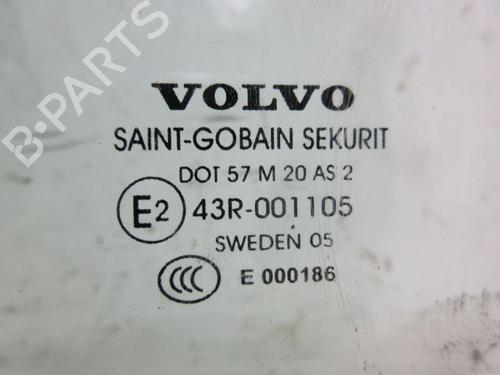 B-PARTS
VOLVO
SAINT-GOBAIN SEKURIT
DOT 57 M 20 AS 2
E2 43R-001105
SWEDEN 05
CCC E 000186